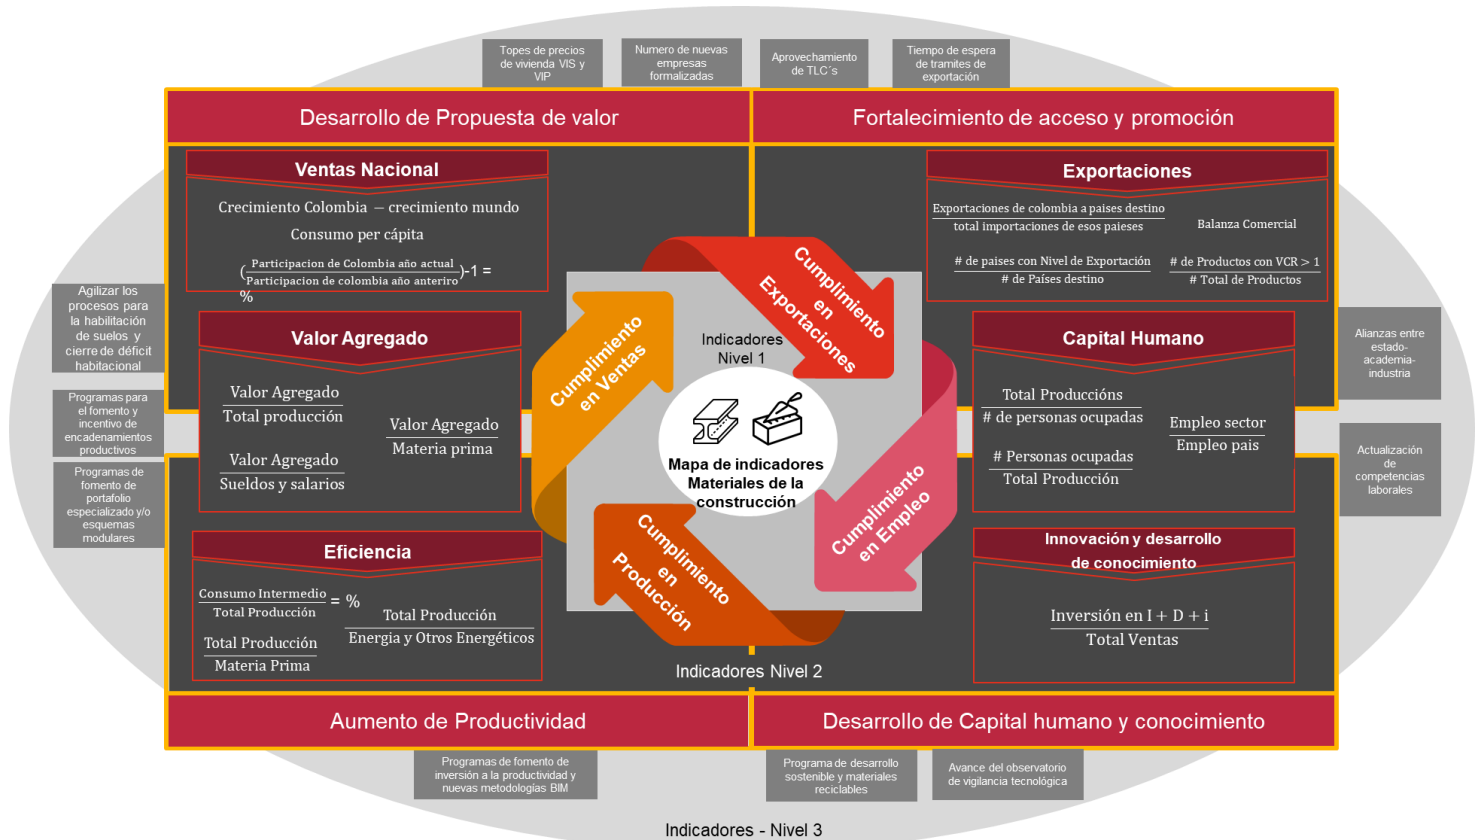 Topes de precios
de vivienda VIS y
VIP
Numero de nuevas
empresas
formalizadas
Aprovechamiento
de TLC´s
Tiempo de espera
de tramites de
exportación
Desarrollo de Propuesta de valor
Fortalecimiento de acceso y promoción
Ventas Nacional
Crecimiento Colombia − crecimiento mundo
Consumo per cápita
(Participacion de Colombia año actual
Participacion de colombia año anteriro)-1 =
%
Exportaciones
Exportaciones de colombia a paises destino
total importaciones de esos paieses
Balanza Comercial
# de paises con Nivel de Exportación
# de Países destino
# de Productos con VCR > 1
# Total de Productos
Agilizar los
procesos para
la habilitación
de suelos y
cierre de déficit
habitacional
Programas para
el fomento y
incentivo de
encadenamientos
productivos
Programas de
fomento de
portafolio
especializado y/o
esquemas
modulares
Valor Agregado
Valor Agregado
Total producción
Valor Agregado
Materia prima
Valor Agregado
Sueldos y salarios
Cumplimiento
en Ventas
Cumplimiento
en
Exportaciones
Indicadores
Nivel 1
Mapa de indicadores
Materiales de la
construcción
Cumplimiento
en Empleo
Cumplimiento
en
Producción
Capital Humano
Total Produccións
# de personas ocupadas
Empleo sector
Empleo pais
# Personas ocupadas
Total Producción
Alianzas entre
estado-
academia-
industria
Actualización
de
competencias
laborales
Eficiencia
Consumo Intermedio
Total Producción
= %
Total Producción
Energia y Otros Energéticos
Total Producción
Materia Prima
Innovación y desarrollo
de conocimiento
Inversión en I + D + i
Total Ventas
Indicadores Nivel 2
Aumento de Productividad
Desarrollo de Capital humano y conocimiento
Programas de fomento de
inversión a la productividad y
nuevas metodologías BIM
Programa de desarrollo
sostenible y materiales
reciclables
Avance del observatorio
de vigilancia tecnológica
Indicadores - Nivel 3